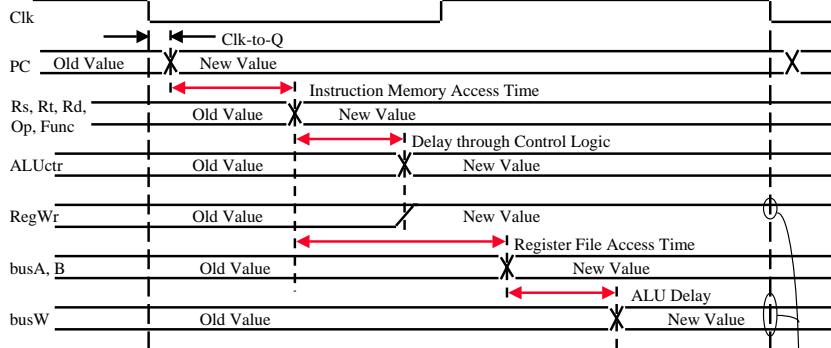 Clk
Clk-to-Q
PC Old Value New Value
Instruction Memory Access Time
Rs, Rt, Rd,
Op, Func
Old Value New Value
Delay through Control Logic
ALUctr Old Value New Value
RegWr Old Value New Value
Register File Access Time
busA, B Old Value New Value
ALU Delay
busW Old Value New Value